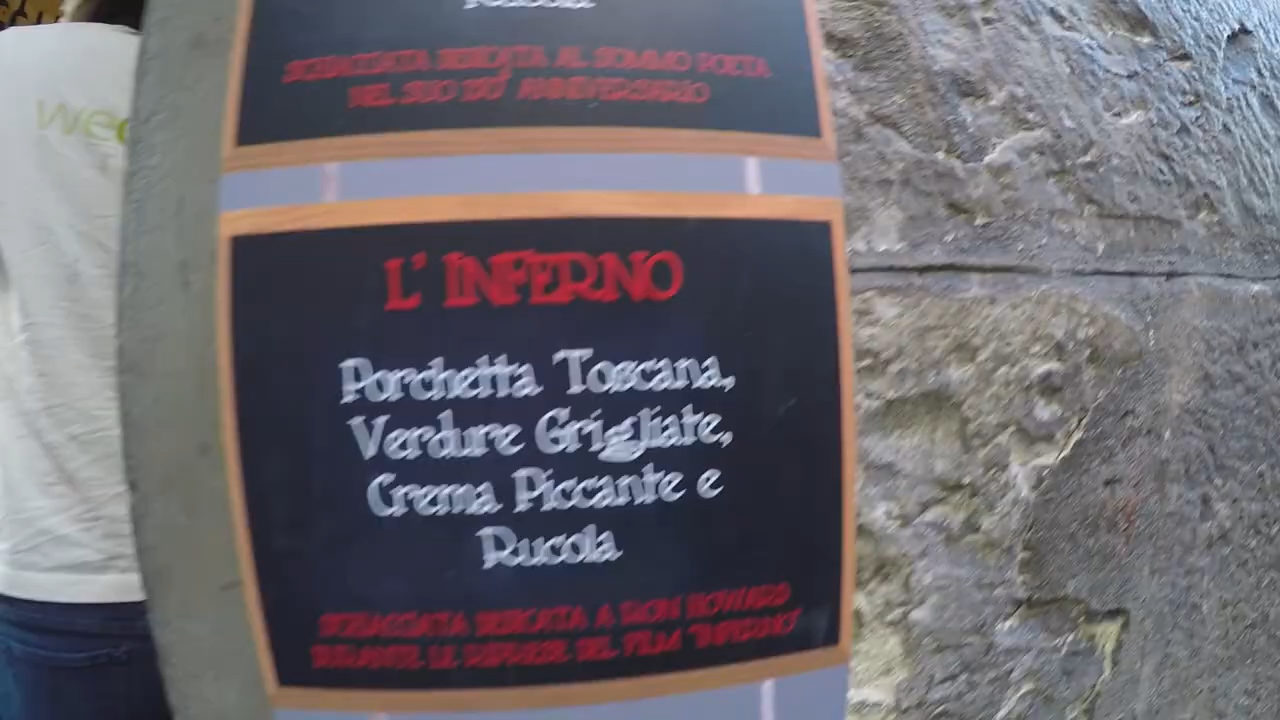 Rucola
SCHIACCIATA DEDICATA AL SOMMO POETA
NEL SUO 750° ANNIVERSARIO
L' INFERNO
Porchetta Toscana,
Verdure Grigliate,
Crema Piccante e
Rucola
SCHIACCIATA DEDICATA A RON HOWARD
DURANTE LE RIPRESE DEL FILM "INFERNO"